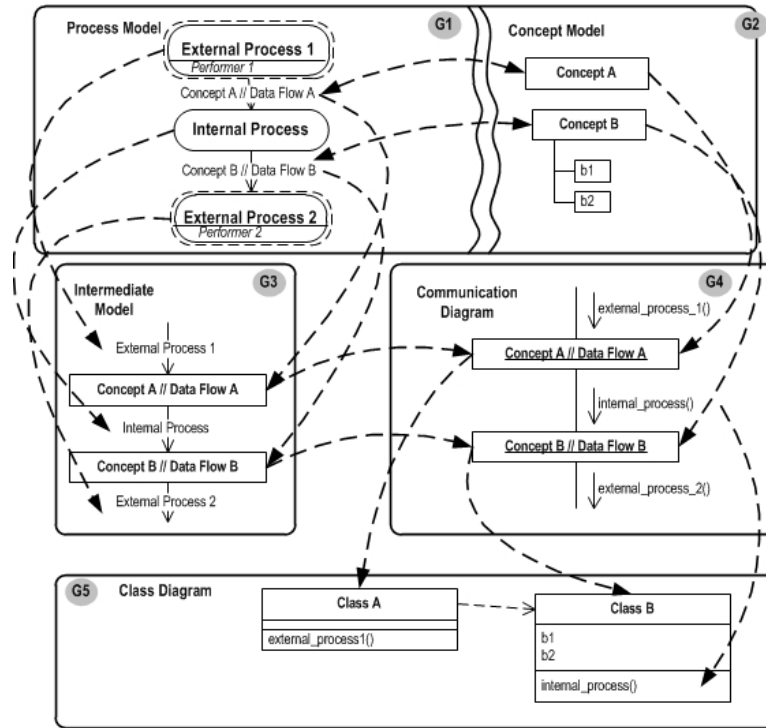 Process Model
G1
Concept Model
G2
External Process 1
Performer 1
Concept A // Data Flow A
Internal Process
Concept B // Data Flow B
External Process 2
Performer 2
Concept A
Concept B
b1
b2
Intermediate
Model
G3
External Process 1
Concept A // Data Flow A
Internal Process
Concept B // Data Flow B
External Process 2
Communication
Diagram
G4
external_process_1()
Concept A // Data Flow A
internal_process()
Concept B // Data Flow B
external_process_2()
G5
Class Diagram
Class A
external_process1()
Class B
b1
b2
internal_process()